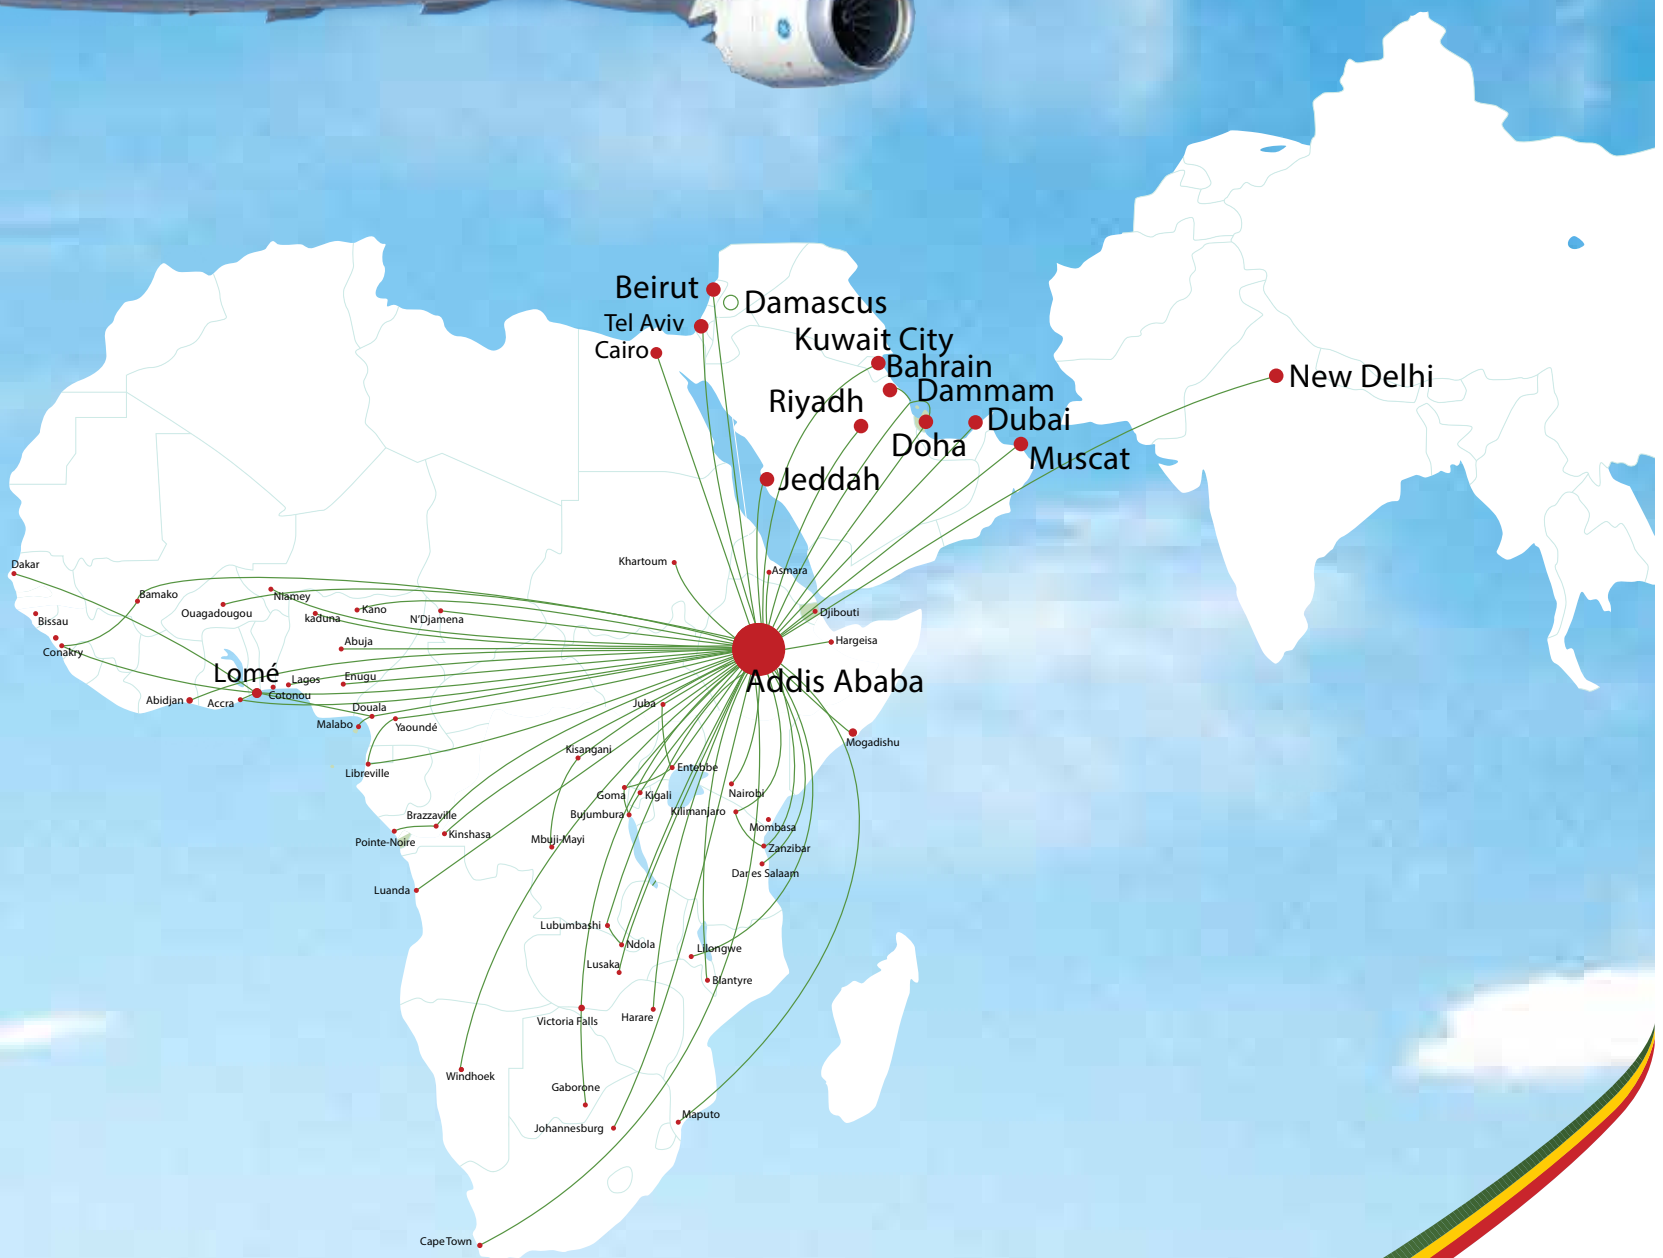 Beirut
Damascus
Tel Aviv
Kuwait City
Cairo
Bahrain
New Delhi
Dammam
Riyadh
Dubai
Doha
Muscat
Jeddah
Khartoum
Dakar
Asmara
Bamako
Niamey
Ouagadougou
Kano
kaduna
N'Djamena
Djibouti
Bissau
Hargeisa
Abuja
Conakry
Lomé
Lagos
Enugu
Addis Ababa
Cotonou
Abidjan
Accra
Juba
Douala
Malabo
Yaoundé
Mogadishu
Kisangani
Libreville
Entebbe
Goma
Kigali
Nairobi
Brazzaville
Bujumbura
Kilimanjaro
Mombasa
Kinshasa
Pointe-Noire
Mbuji-Mayi
Zanzibar
Dar es Salaam
Luanda
Lubumbashi
Ndola
Lilongwe
Lusaka
Blantyre
Victoria Falls
Harare
Windhoek
Gaborone
Maputo
Johannesburg
Cape Town